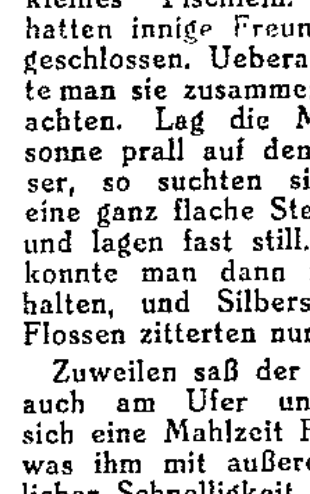 kleines Fischlein.
hatten innige Freun
geschlossen. Uebera
te man sie zusamme
achten. Lag die M
sonne prall auf den
ser, so suchten si
eine ganz flache Ste
und lagen fast still.
konnte man dann
halten, und Silbers
Flossen zitterten nur
Zuweilen saß der
auch am Ufer un
sich eine Mahlzeit F
was ihm mit außer
licher Schnelligkeit